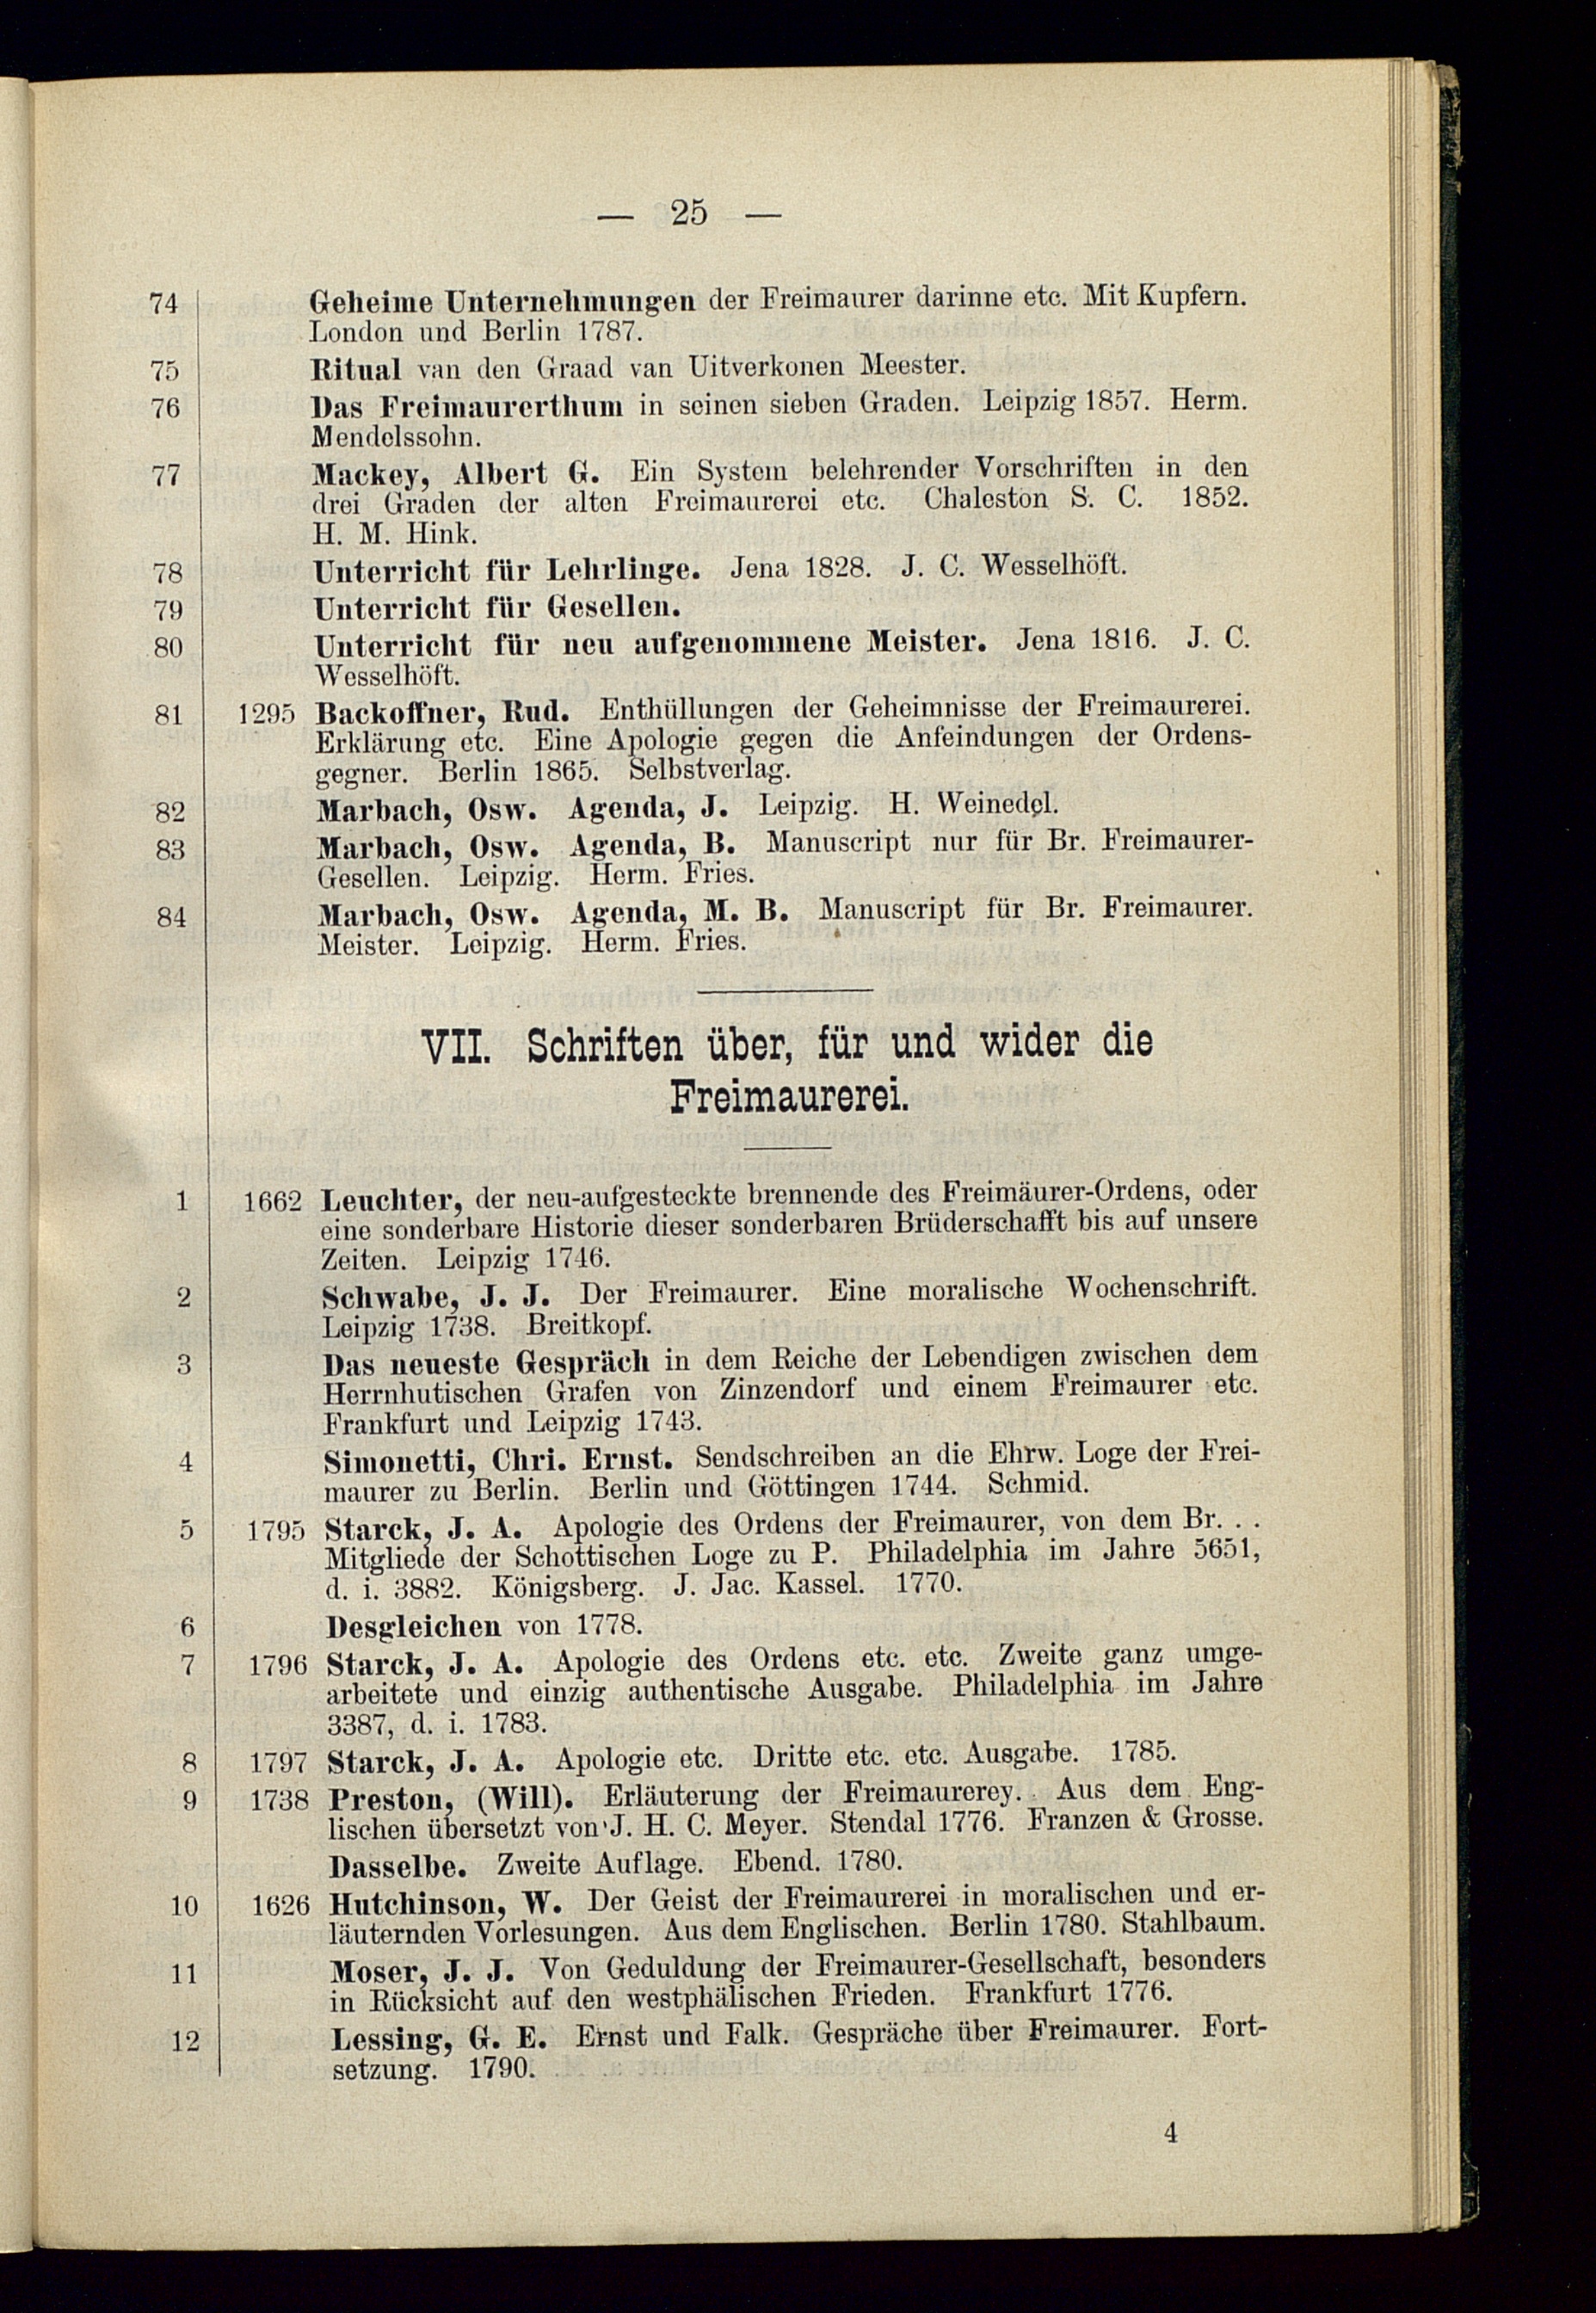 — 25 —
74 Geheime Unternehmungen der Freimaurer darinne etc. Mit Kupfern.
London und Berlin 1787.
75 Ritual van den Graad van Uitverkonen Meester.
76 Das Freimaurerthum in seinen sieben Graden. Leipzig 1857. Herm.
Mendelssohn.
77 Mackey, Albert G. Ein System belehrender Vorschriften in den
drei Graden der alten Freimaurerei etc. Chaleston S. C. 1852.
H. M. Hink.
78 Unterricht für Lehrlinge. Jena 1828. J. C. Wesselhöft.
79 Unterricht für Gesellen.
80 Unterricht für neu aufgenommene Meister. Jena 1816. J. C.
Wesselhöft.
81 1295 Backoffner, Rud. Enthüllungen der Geheimnisse der Freimaurerei.
Erklärung etc. Eine Apologie gegen die Anfeindungen der Ordens-
gegner. Berlin 1865. Selbstverlag.
82 Marbach, Osw. Agenda, J. Leipzig. H. Weinedel.
83 Marbach, Osw. Agenda, B. Manuscript nur für Br. Freimaurer-
Gesellen. Leipzig. Herm. Fries.
84 Marbach, Osw. Agenda, M. B. Manuscript für Br. Freimaurer.
Meister. Leipzig. Herm. Fries.
VII. Schriften über, für und wider die
Freimaurerei.
1 1662 Leuchter, der neu-aufgesteckte brennende des Freimäurer-Ordens, oder
eine sonderbare Historie dieser sonderbaren Brüderschafft bis auf unsere
Zeiten. Leipzig 1746.
2 Schwabe, J. J. Der Freimaurer. Eine moralische Wochenschrift.
Leipzig 1738. Breitkopf.
3 Das neueste Gespräch in dem Reiche der Lebendigen zwischen dem
Herrnhutischen Grafen von Zinzendorf und einem Freimaurer etc.
Frankfurt und Leipzig 1743.
4 Simonetti, Chri. Ernst. Sendschreiben an die Ehrw. Loge der Frei-
maurer zu Berlin. Berlin und Göttingen 1744. Schmid.
5 1795 Starck, J. A. Apologie des Ordens der Freimaurer, von dem Br. . .
Mitgliede der Schottischen Loge zu P. Philadelphia im Jahre 5651,
d. i. 3882. Königsberg. J. Jac. Kassel. 1770.
6 Desgleichen von 1778.
7 1796 Starck, J. A. Apologie des Ordens etc. etc. Zweite ganz umge-
arbeitete und einzig authentische Ausgabe. Philadelphia im Jahre
3387, d. i. 1783.
8 1797 Starck, J. A. Apologie etc. Dritte etc. etc. Ausgabe. 1785.
9 1738 Preston, (Will). Erläuterung der Freimaurerey. Aus dem Eng-
lischen übersetzt von J. H. C. Meyer. Stendal 1776. Franzen & Grosse.
Dasselbe. Zweite Auflage. Ebend. 1780.
10 1626 Hutchinson, W. Der Geist der Freimaurerei in moralischen und er-
läuternden Vorlesungen. Aus dem Englischen. Berlin 1780. Stahlbaum.
11 Moser, J. J. Von Geduldung der Freimaurer-Gesellschaft, besonders
in Rücksicht auf den westphälischen Frieden. Frankfurt 1776.
12 Lessing, G. E. Ernst und Falk. Gespräche über Freimaurer. Fort-
setzung. 1790.
4